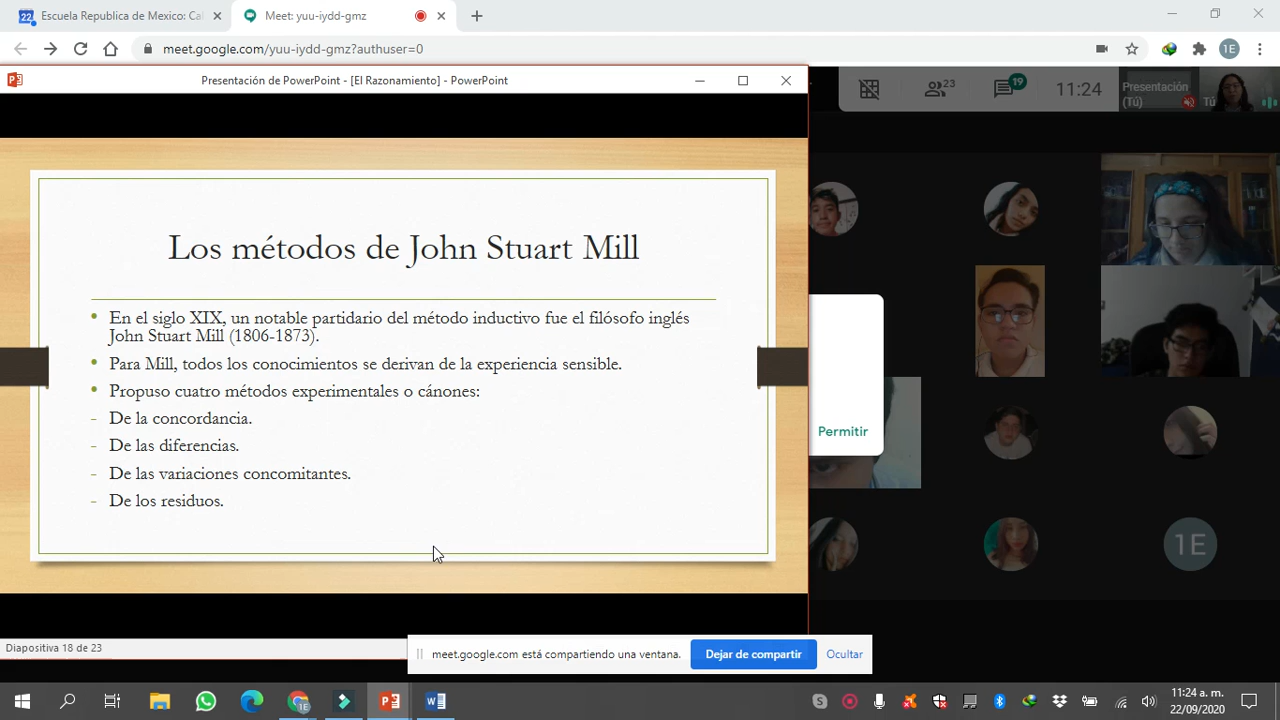 Escuela Republica de Mexico: Cal
Meet: yuu-iydd-gmz
meet.google.com/yuu-iydd-gmz?authuser=0
1E
Presentación de PowerPoint - [El Razonamiento] - PowerPoint
23
19
11:24
Presentación
(Tú)
Tú
Los métodos de John Stuart Mill
En el siglo XIX, un notable partidario del método inductivo fue el filósofo inglés
John Stuart Mill (1806-1873).
Para Mill, todos los conocimientos se derivan de la experiencia sensible.
Propuso cuatro métodos experimentales o cánones:
- De la concordancia.
- De las diferencias.
- De las variaciones concomitantes.
- De los residuos.
Permitir
1E
Diapositiva 18 de 23
meet.google.com está compartiendo una ventana.
Dejar de compartir
Ocultar
11:24 a. m.
22/09/2020